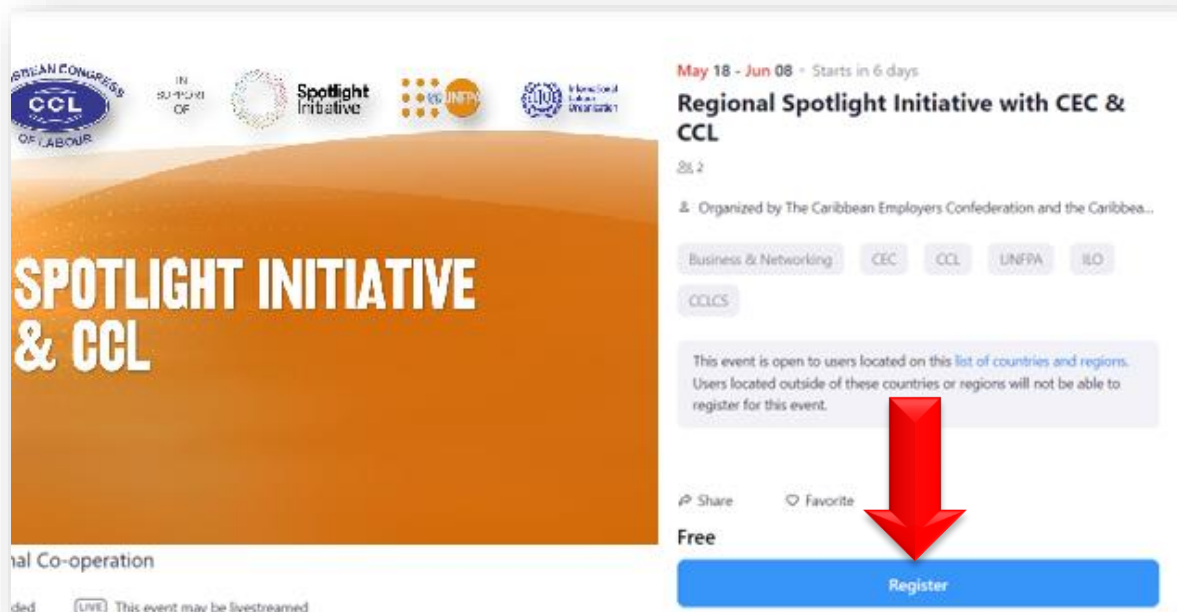 CCL
OF LABOUR
IN
SUPPORT
OF
Spotlight
Initiative
UNFPA
International
Labour
Organization
SPOTLIGHT INITIATIVE
& CCL
nal Co-operation
ded
LIVE This event may be livestreamed
May 18 - Jun 08 · Starts in 6 days
Regional Spotlight Initiative with CEC &
CCL
2
Organized by The Caribbean Employers Confederation and the Caribbea...
Business & Networking CEC CCL UNFPA ILO
CCLCS
This event is open to users located on this list of countries and regions.
Users located outside of these countries or regions will not be able to
register for this event.
Share Favorite
Free
Register